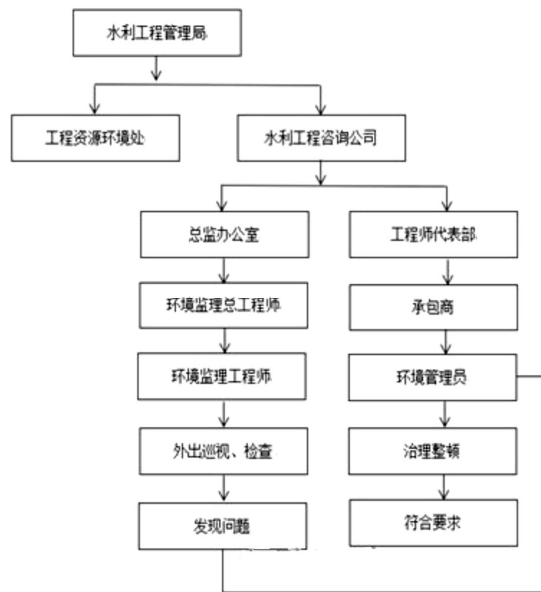 水利工程管理局
工程资源环境处
水利工程咨询公司
总监办公室
工程师代表部
环境监理总工程师
承包商
环境监理工程师
环境管理员
外出巡视、检查
治理整顿
发现问题
符合要求